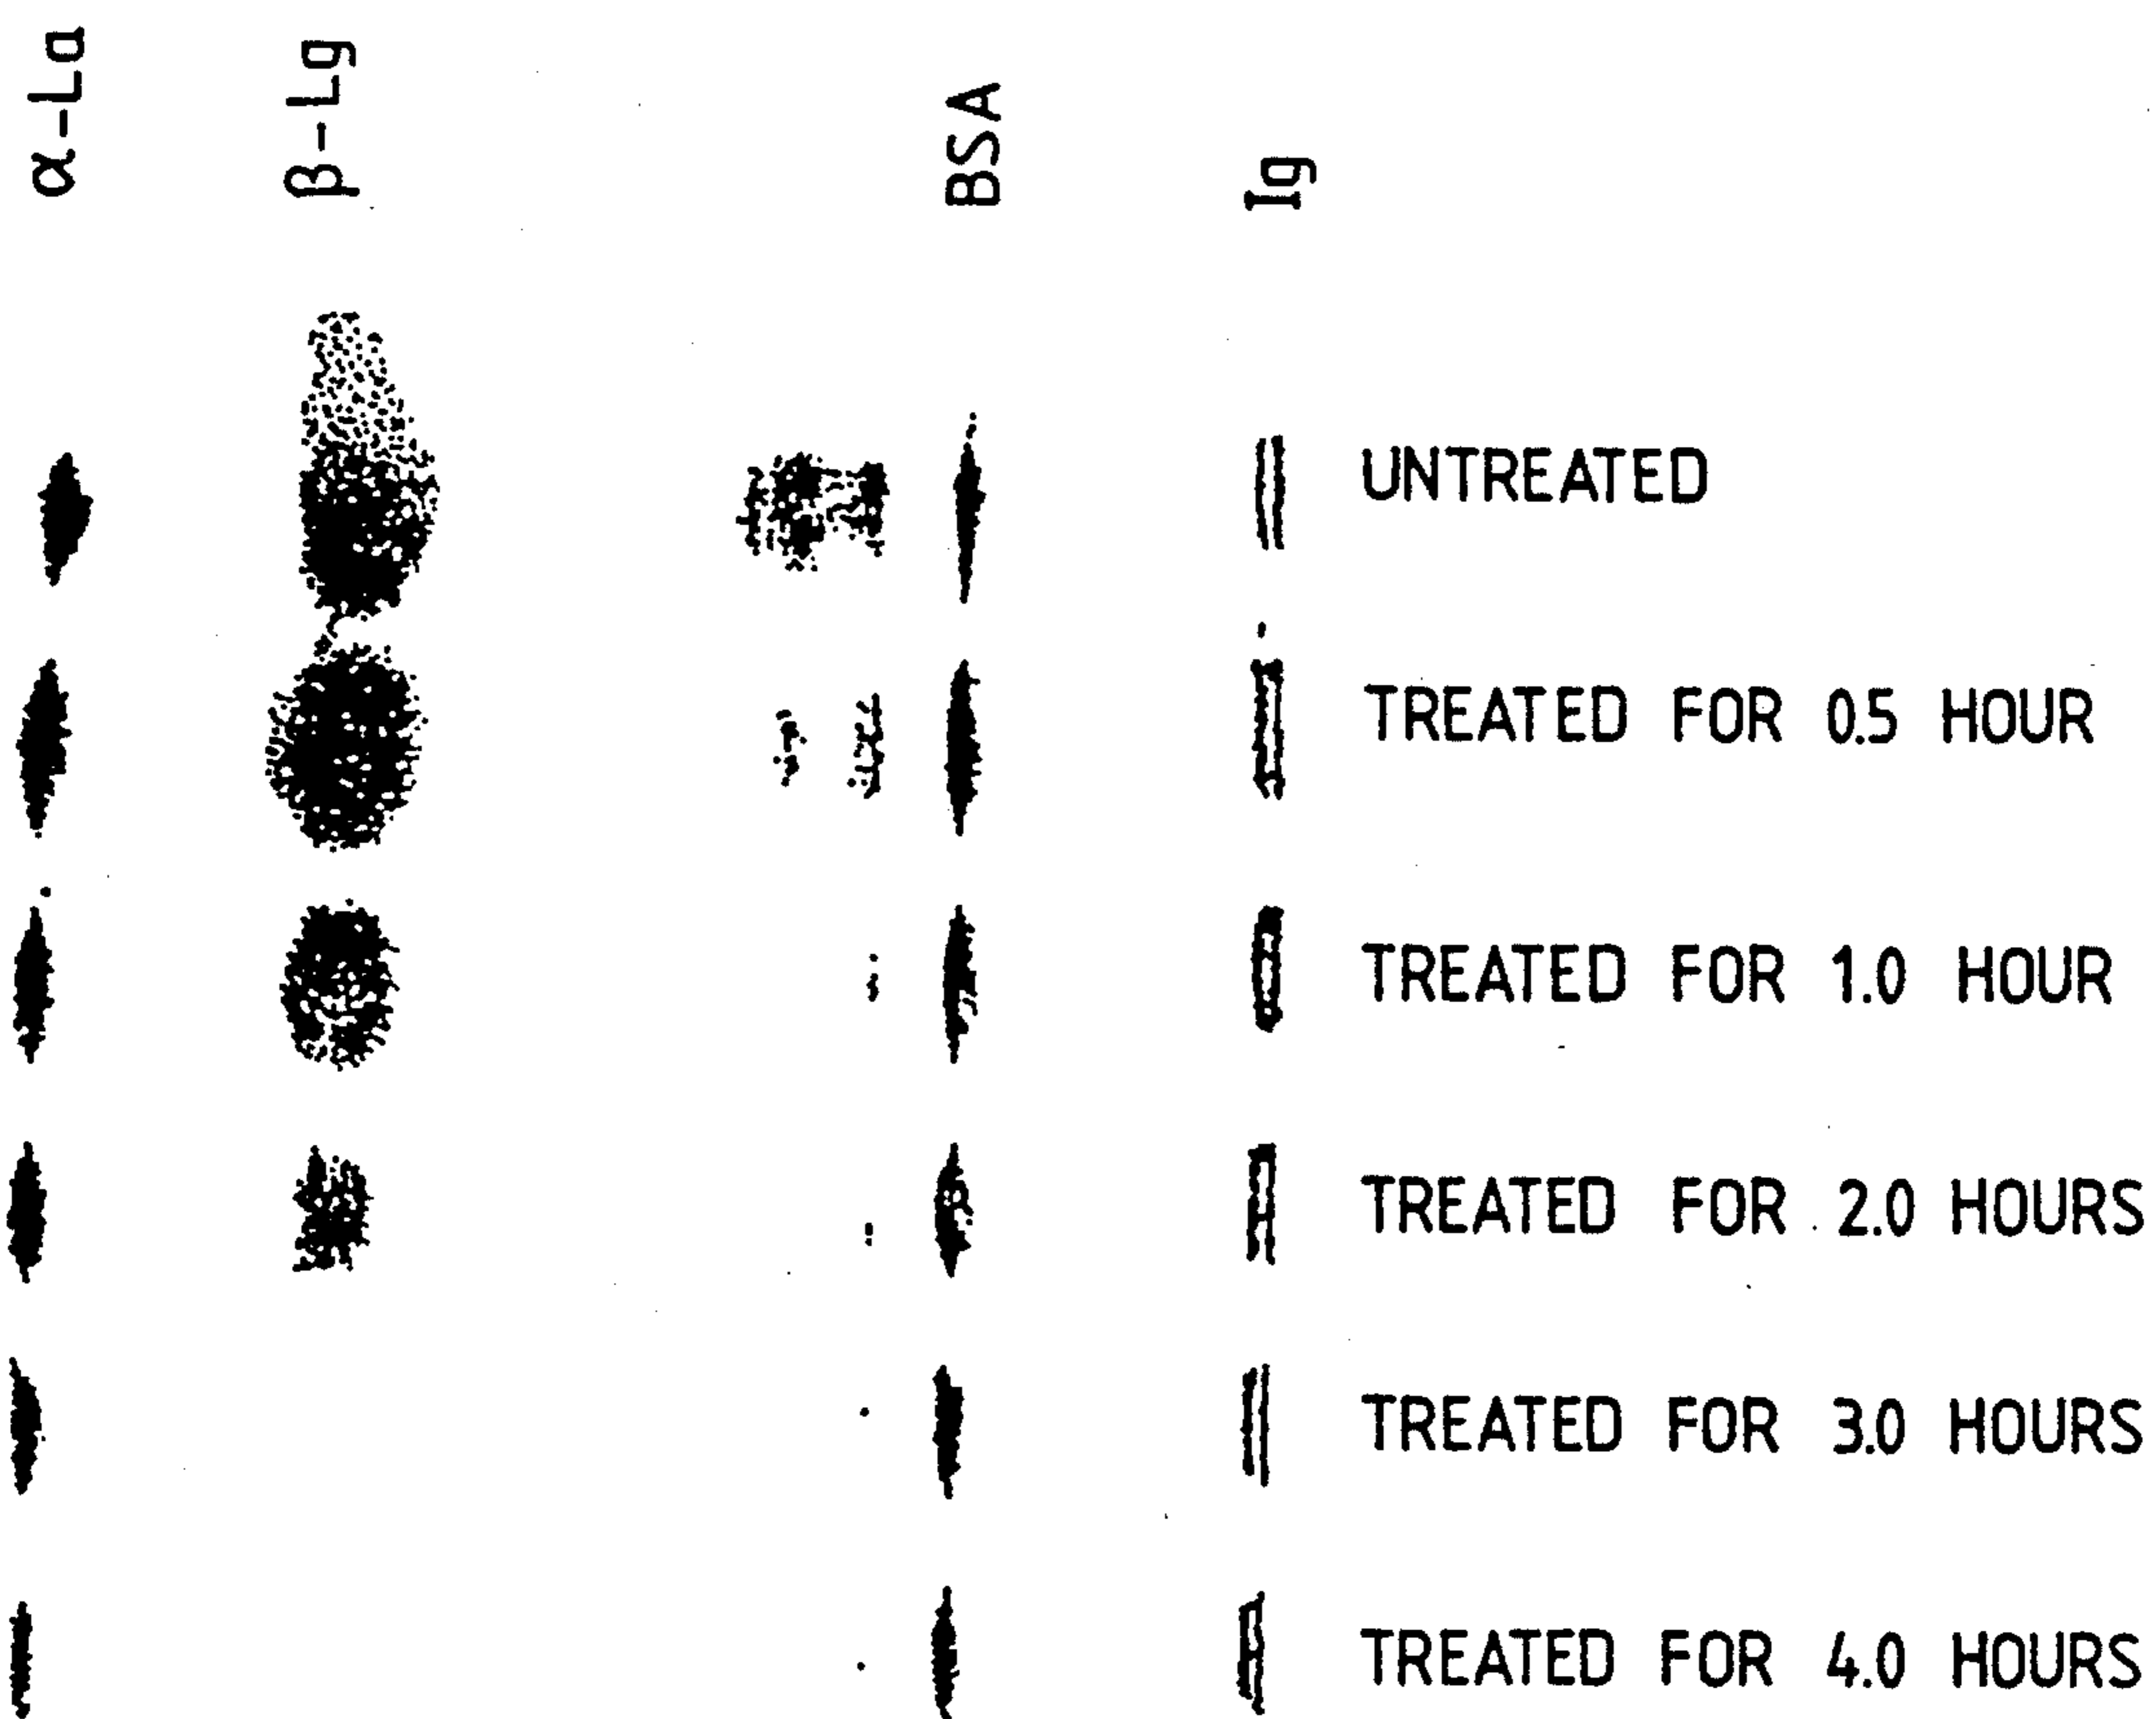 α-La
β-Lg
BSA
Ig
UNTREATED
TREATED FOR 0.5 HOUR
TREATED FOR 1.0 HOUR
TREATED FOR 2.0 HOURS
TREATED FOR 3.0 HOURS
TREATED FOR 4.0 HOURS